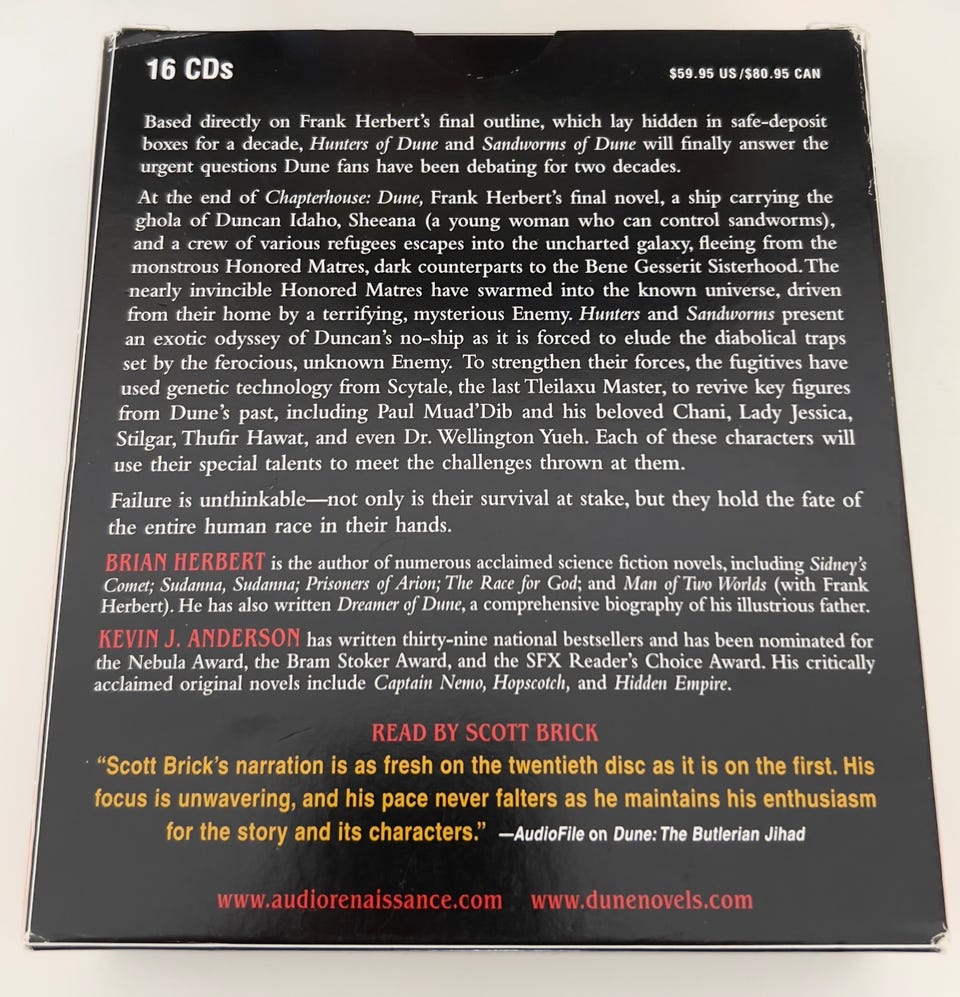 16 CDs
$59.95 US/$80.95 CAN
Based directly on Frank Herbert's final outline, which lay hidden in safe-deposit
boxes for a decade, Hunters of Dune and Sandworms of Dune will finally answer the
urgent questions Dune fans have been debating for two decades.
At the end of Chapterhouse: Dune, Frank Herbert's final novel, a ship carrying the
ghola of Duncan Idaho, Sheeana (a young woman who can control sandworms),
and a crew of various refugees escapes into the uncharted galaxy, fleeing from the
monstrous Honored Matres, dark counterparts to the Bene Gesserit Sisterhood. The
nearly invincible Honored Matres have swarmed into the known universe, driven
from their home by a terrifying, mysterious Enemy. Hunters and Sandworms present
an exotic odyssey of Duncan's no-ship as it is forced to elude the diabolical traps
set by the ferocious, unknown Enemy. To strengthen their forces, the fugitives have
used genetic technology from Scytale, the last Tleilaxu Master, to revive key figures
from Dune's past, including Paul Muad'Dib and his beloved Chani, Lady Jessica,
Stilgar, Thufir Hawat, and even Dr. Wellington Yueh. Each of these characters will
use their special talents to meet the challenges thrown at them.
Failure is unthinkable—not only is their survival at stake, but they hold the fate of
the entire human race in their hands.
BRIAN HERBERT is the author of numerous acclaimed science fiction novels, including Sidney's
Comet; Sudanna, Sudanna; Prisoners of Arion; The Race for God; and Man of Two Worlds (with Frank
Herbert). He has also written Dreamer of Dune, a comprehensive biography of his illustrious father.
KEVIN J. ANDERSON has written thirty-nine national bestsellers and has been nominated for
the Nebula Award, the Bram Stoker Award, and the SFX Reader's Choice Award. His critically
acclaimed original novels include Captain Nemo, Hopscotch, and Hidden Empire.
READ BY SCOTT BRICK
"Scott Brick's narration is as fresh on the twentieth disc as it is on the first. His
focus is unwavering, and his pace never falters as he maintains his enthusiasm
for the story and its characters." —AudioFile on Dune: The Butlerian Jihad
www.audiorenaissance.com www.dunenovels.com